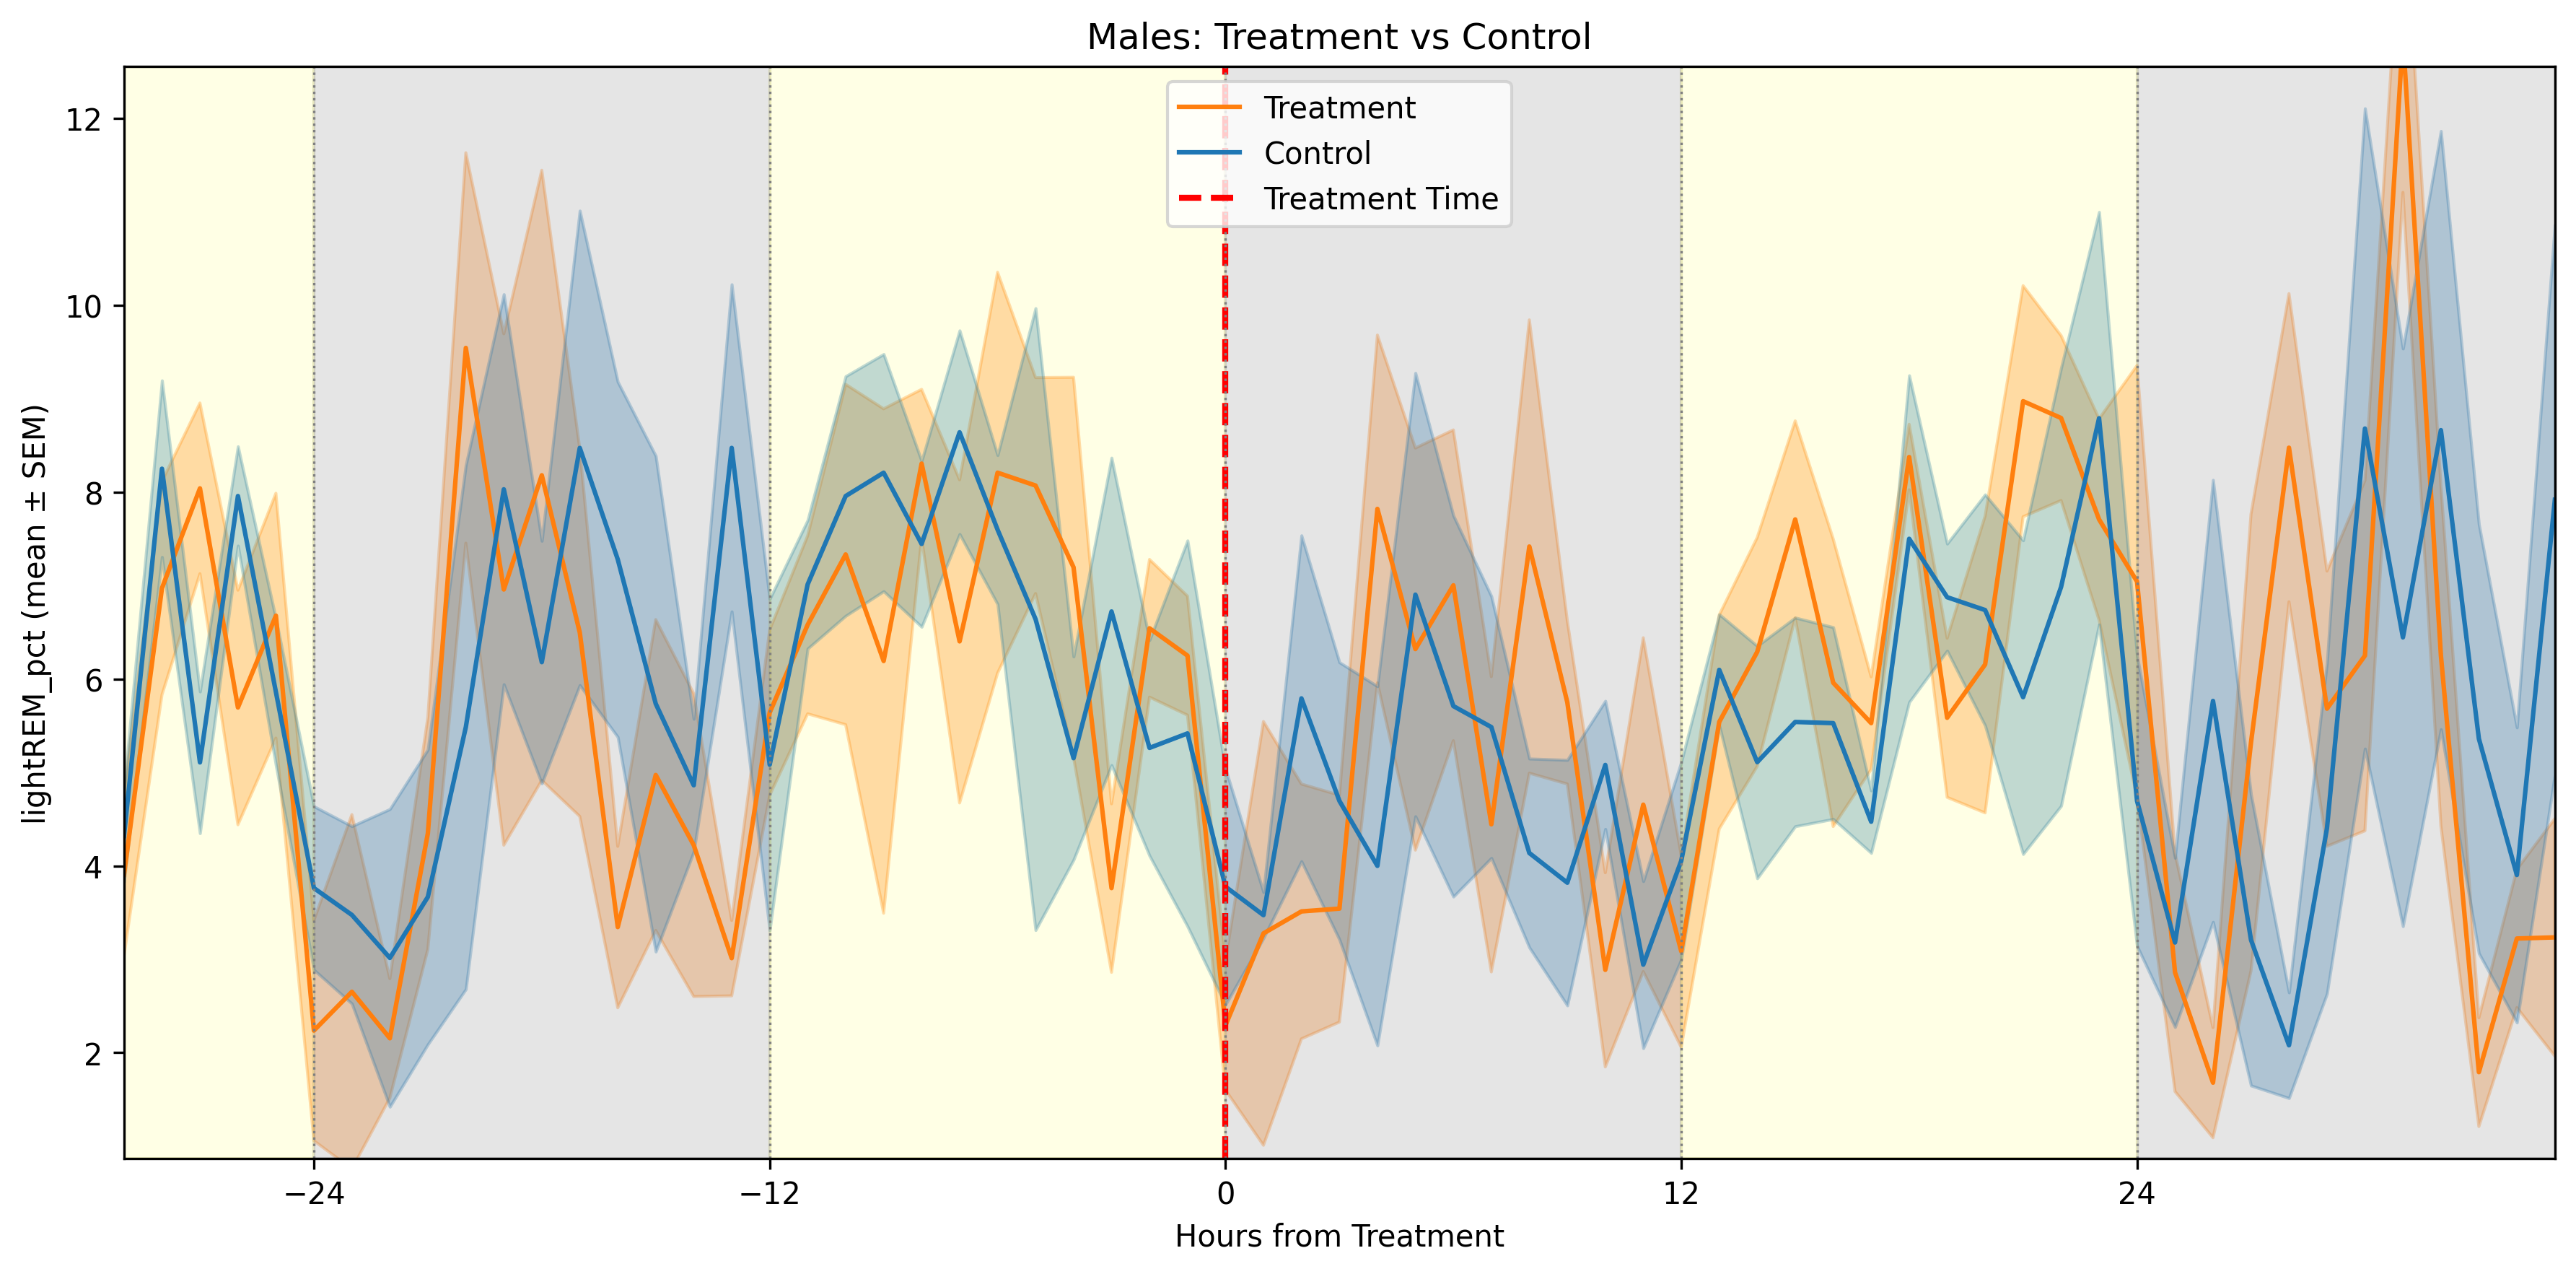 Males: Treatment vs Control
Treatment
Control
Treatment Time
lightREM_pct (mean ± SEM)
12
10
8
6
4
2
−24
−12
0
12
24
Hours from Treatment